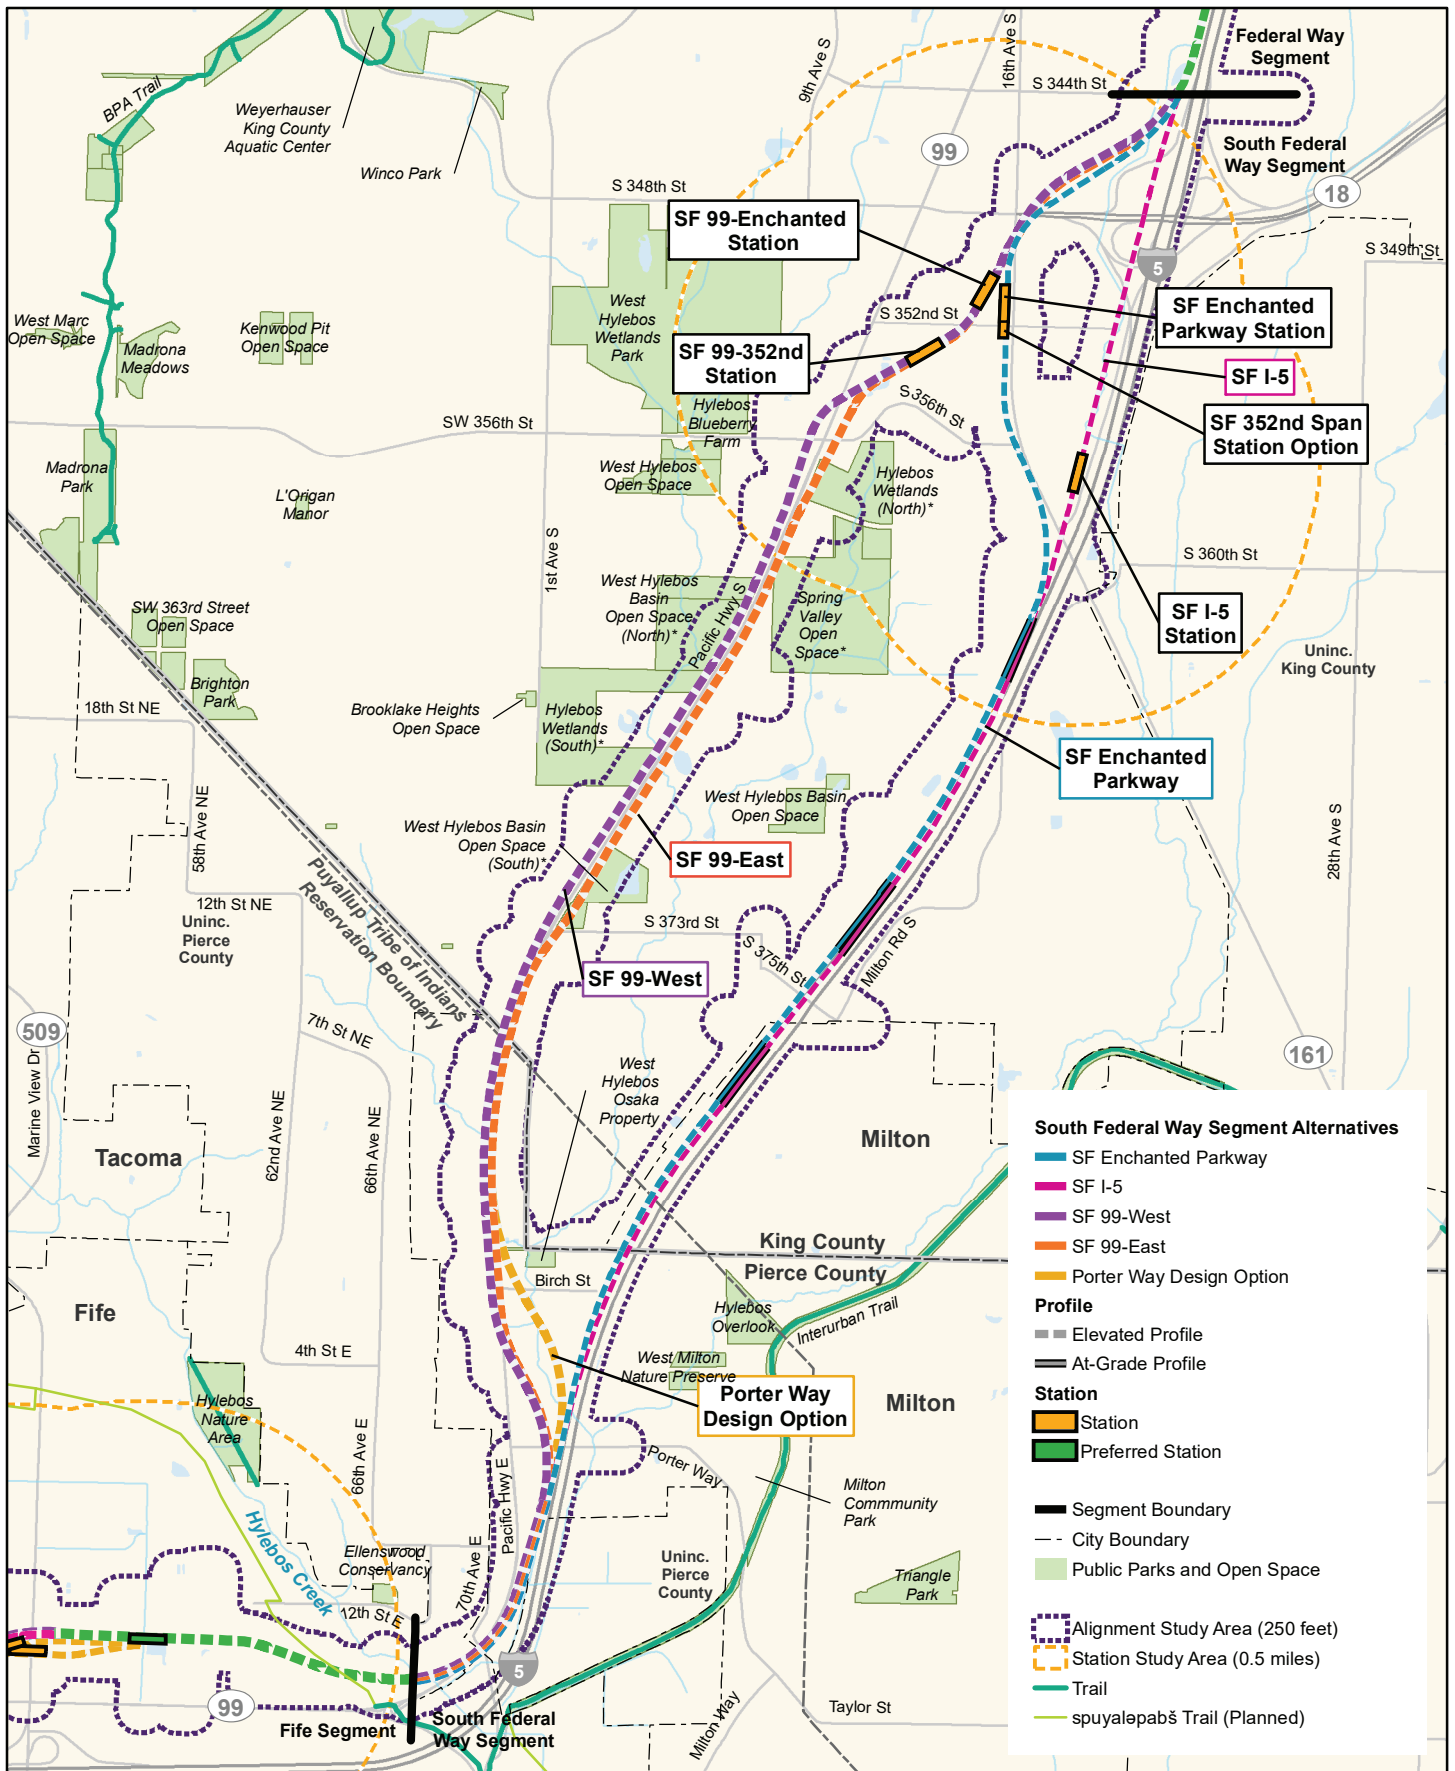 Federal Way
Segment
S 344th St
16th Ave S
9th Ave S
BPA Trail
Weyerhauser
King County
Aquatic Center
Winco Park
99
South Federal
Way Segment
18
S 348th St
SF 99-Enchanted
Station
S 349th St
5
West
Hylebos
Wetlands
Park
S 352nd St
SF Enchanted
Parkway Station
West Marc
Open Space
Madrona
Meadows
Kenwood Pit
Open Space
SF 99-352nd
Station
SF I-5
S 356th St
SW 356th St
Hylebos
Blueberry
Farm
SF 352nd Span
Station Option
Madrona
Park
L'Origan
Manor
West Hylebos
Open Space
Hylebos
Wetlands
(North)*
S 360th St
1st Ave S
SW 363rd Street
Open Space
West Hylebos
Basin
Open Space
(North)*
Pacific Hwy S
Spring
Valley
Open
Space*
SF I-5
Station
Uninc.
King County
Brighton
Park
18th St NE
Brooklake Heights
Open Space
Hylebos
Wetlands
(South)*
SF Enchanted
Parkway
58th Ave NE
West Hylebos Basin
Open Space
West Hylebos Basin
Open Space
(South)*
SF 99-East
28th Ave S
Puyallup Tribe of Indians
Reservation Boundary
12th St NE
Uninc.
Pierce
County
S 373rd St
S 375th St
Milton Rd S
SF 99-West
509
7th St NE
161
Marine View Dr
62nd Ave NE
66th Ave NE
West
Hylebos
Osaka
Property
Milton
Tacoma
King County
Pierce County
Birch St
Fife
Hylebos
Overlook
Interurban Trail
4th St E
West Milton
Nature Preserve
Hylebos
Nature
Area
Porter Way
Design Option
Milton
66th Ave E
Pacific Hwy E
Porter Way
Milton
Commmunity
Park
Hylebos Creek
Ellenswood
Conservancy
70th Ave E
Uninc.
Pierce
County
Triangle
Park
12th St E
5
99
Fife Segment
South Federal
Way Segment
Milton Way
Taylor St
South Federal Way Segment Alternatives
SF Enchanted Parkway
SF I-5
SF 99-West
SF 99-East
Porter Way Design Option
Profile
Elevated Profile
At-Grade Profile
Station
Station
Preferred Station
Segment Boundary
City Boundary
Public Parks and Open Space
Alignment Study Area (250 feet)
Station Study Area (0.5 miles)
Trail
spuyaləpabš Trail (Planned)